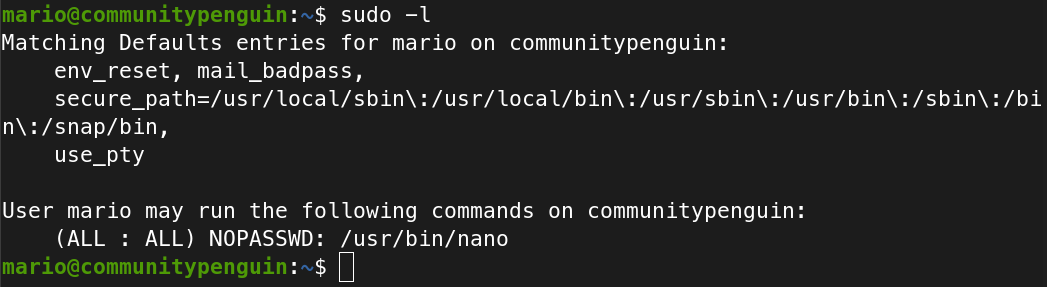 mario@communitypenguin:~$ sudo -l
Matching Defaults entries for mario on communitypenguin:
    env_reset, mail_badpass,
    secure_path=/usr/local/sbin\:/usr/local/bin\:/usr/sbin\:/usr/bin\:/sbin\:/bi
n\:/snap/bin,
    use_pty

User mario may run the following commands on communitypenguin:
    (ALL : ALL) NOPASSWD: /usr/bin/nano
mario@communitypenguin:~$